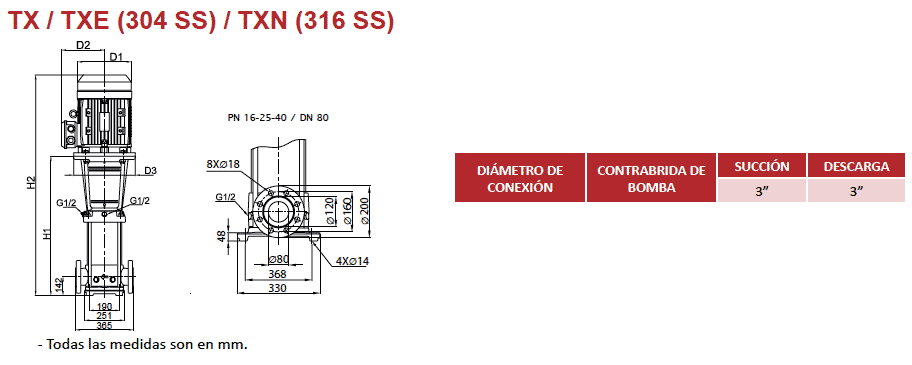 TX / TXE (304 SS) / TXN (316 SS)
D2
D1
H2
H1
D3
G1/2
G1/2
142
190
251
365
PN 16-25-40 / DN 80
8XØ18
G1/2
Ø120
Ø160
Ø200
48
Ø80
4XØ14
368
330
DIÁMETRO DE CONEXIÓN
CONTRABRIDA DE BOMBA
SUCCIÓN
DESCARGA
3”
3”
- Todas las medidas son en mm.